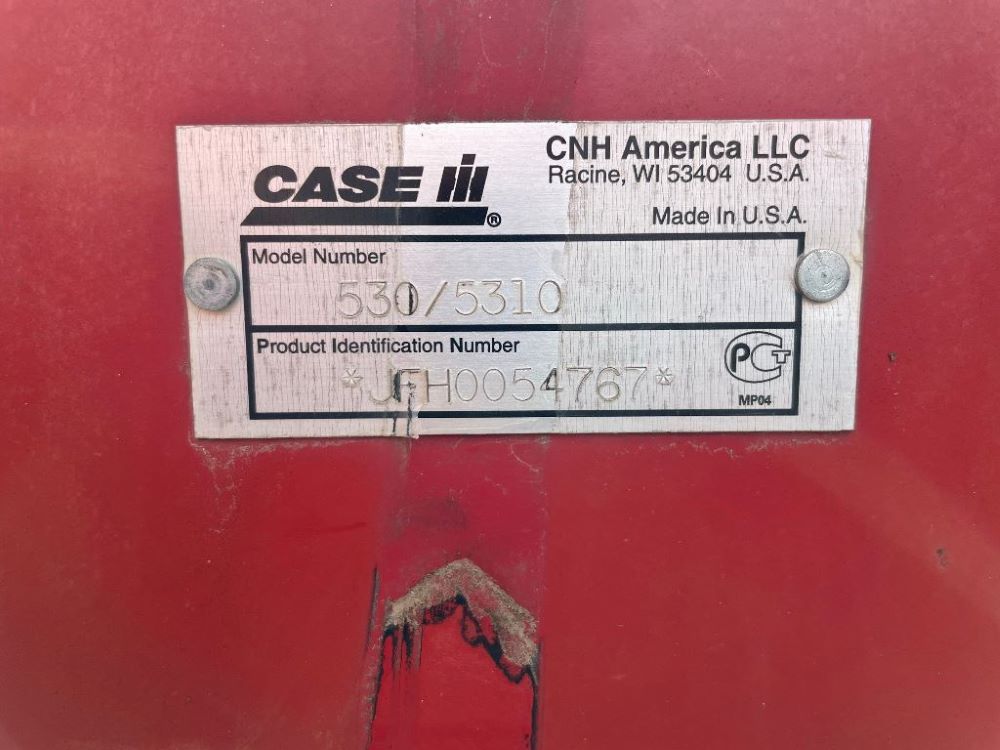 CASE IH ®
CNH America LLC
Racine, WI 53404 U.S.A.
Made In U.S.A.
Model Number
530/5310
Product Identification Number
*JFH0054767*
PCT
MP04